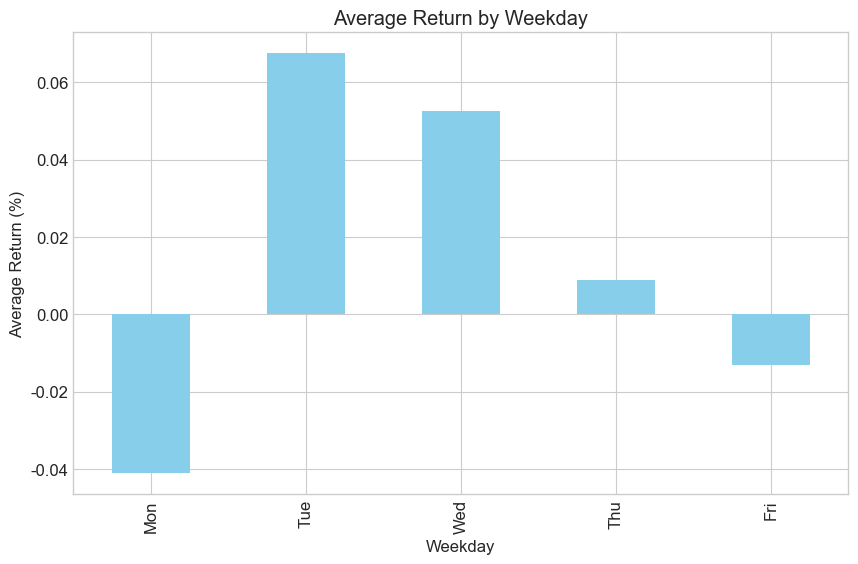 Average Return by Weekday
Average Return (%)
0.06
0.04
0.02
0.00
-0.02
-0.04
Mon
Tue
Wed
Thu
Fri
Weekday